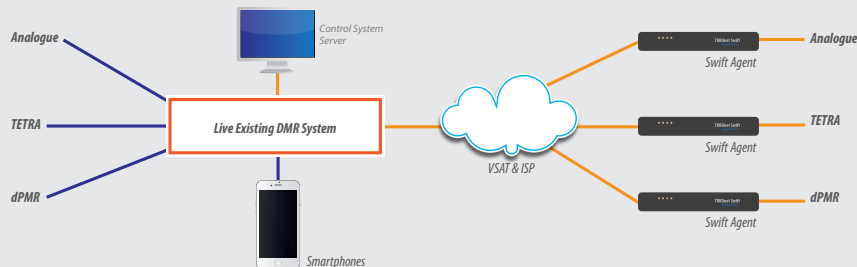 Analogue
TETRA
dPMR
Control System
Server
Live Existing DMR System
Smartphones
VSAT & ISP
Swift Agent
Analogue
Swift Agent
TETRA
Swift Agent
dPMR